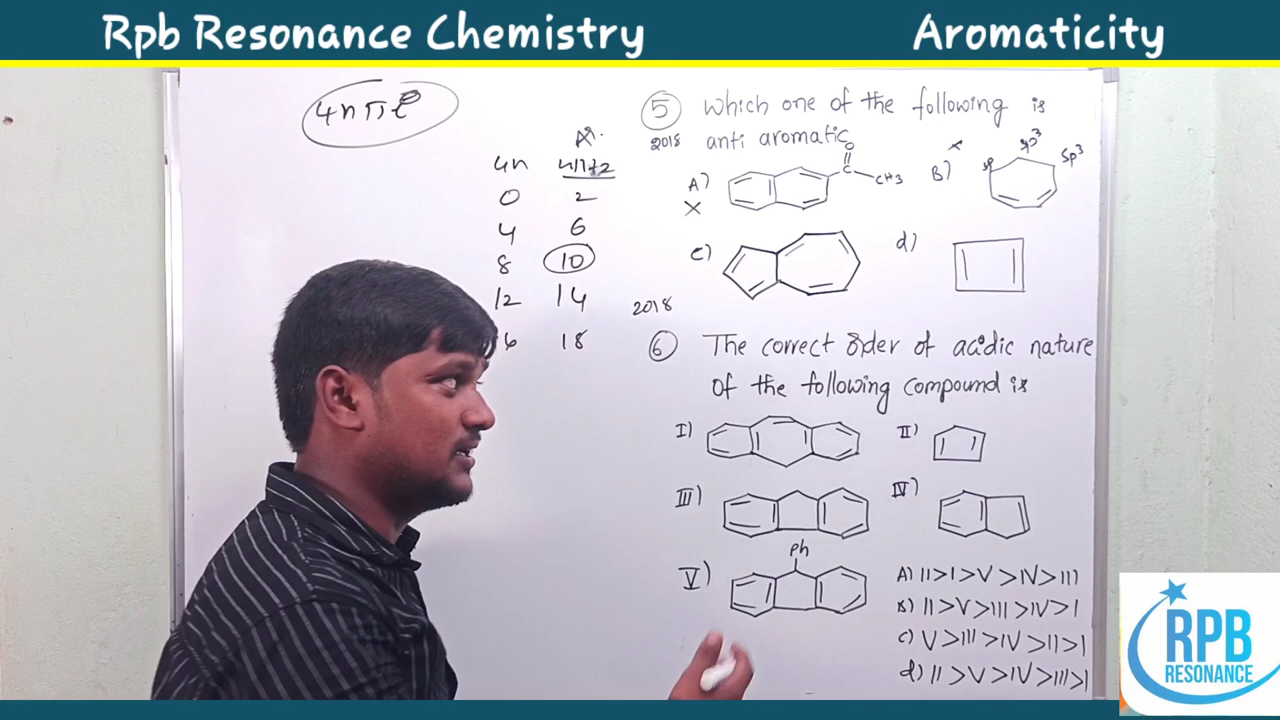 Rpb Resonance Chemistry
Aromaticity
4nπe⊖
Ar.
4n 4n+2
0 2
4 6
8 10
12 14
6 18
5 Which one of the following is
2018 anti aromatic
A)
X
O
C
CH3
B)
x
sp3
sp3
c)
d)
2018
6 The correct order of acidic nature
of the following compound is
I)
II)
III)
IV)
V)
Ph
A) II>I>V>IV>III
B) II>V>III>IV>I
c) V>III>IV>II>I
d) II>V>IV>III>I
RPB
RESONANCE